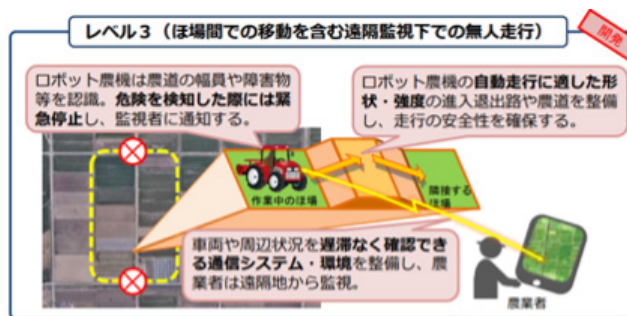 レベル３（ほ場間での移動を含む遠隔監視下での無人走行）
開発
ロボット農機は農道の幅員や障害物
等を認識。危険を検知した際には緊
急停止し、監視者に通知する。
ロボット農機の自動走行に適した形
状・強度の進入退出路や農道を整備
し、走行の安全性を確保する。
作業中のほ場
隣接する
ほ場
車両や周辺状況を遅滞なく確認でき
る通信システム・環境を整備し、農
業者は遠隔地から監視。
農業者